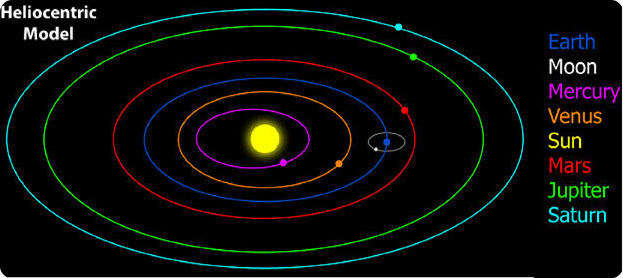 Heliocentric
Model
Earth
Moon
Mercury
Venus
Sun
Mars
Jupiter
Saturn